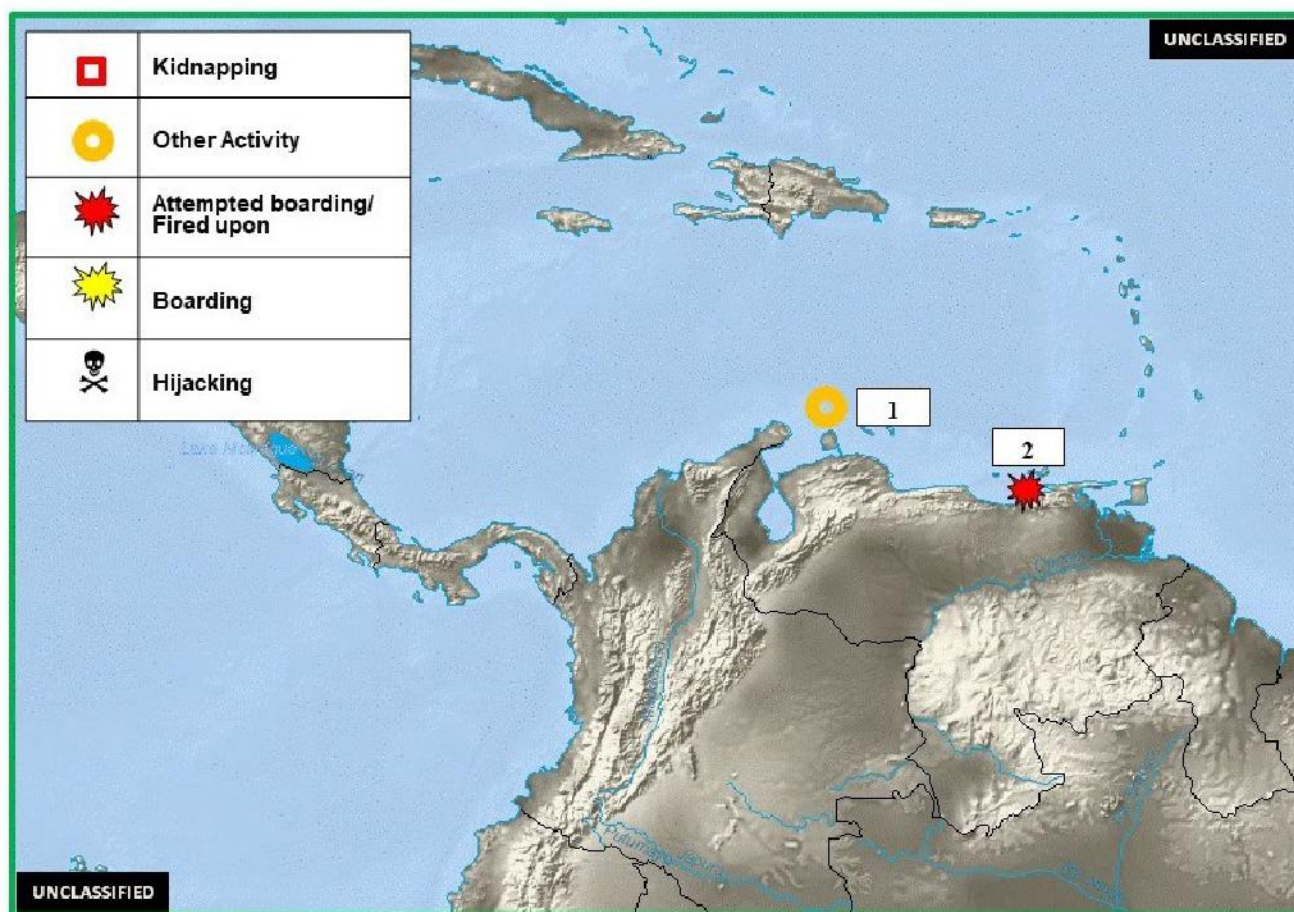 UNCLASSIFIED
Kidnapping
Other Activity
Attempted boarding/
Fired upon
Boarding
Hijacking
1
2
UNCLASSIFIED